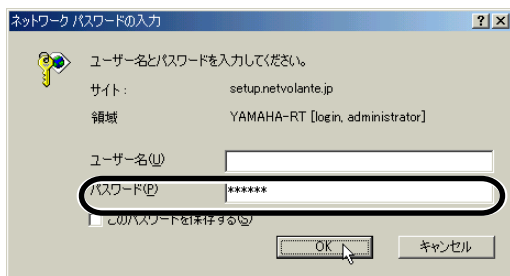 ネットワーク パスワードの入力
ユーザー名とパスワードを入力してください。
サイト: setup.netvolante.jp
領域 YAMAHA-RT [login, administrator]
ユーザー名(U)
パスワード(P) ******
このパスワードを保存する(S)
OK キャンセル